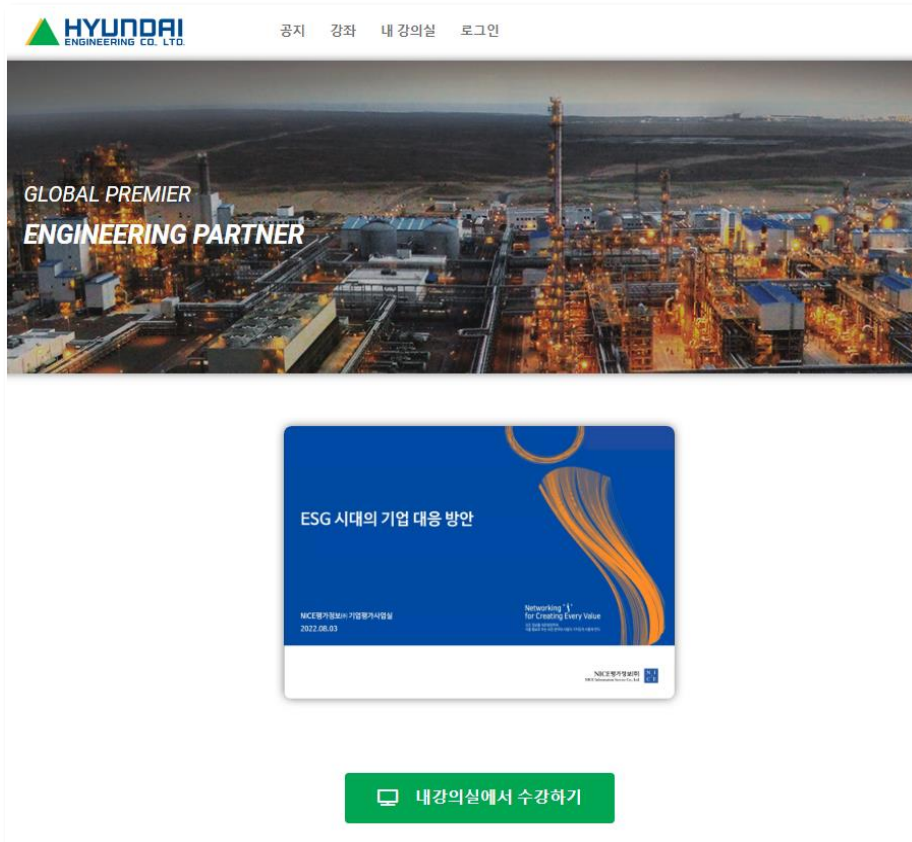 HYUNDAI
ENGINEERING CO., LTD.
공지 강좌 내 강의실 로그인
GLOBAL PREMIER
ENGINEERING PARTNER
ESG 시대의 기업 대응 방안
NICE평가정보㈜ 기업평가사업실
2022.08.03
Networking
for Creating Every Value
NICE평가정보㈜
N I
C E
내강의실에서 수강하기